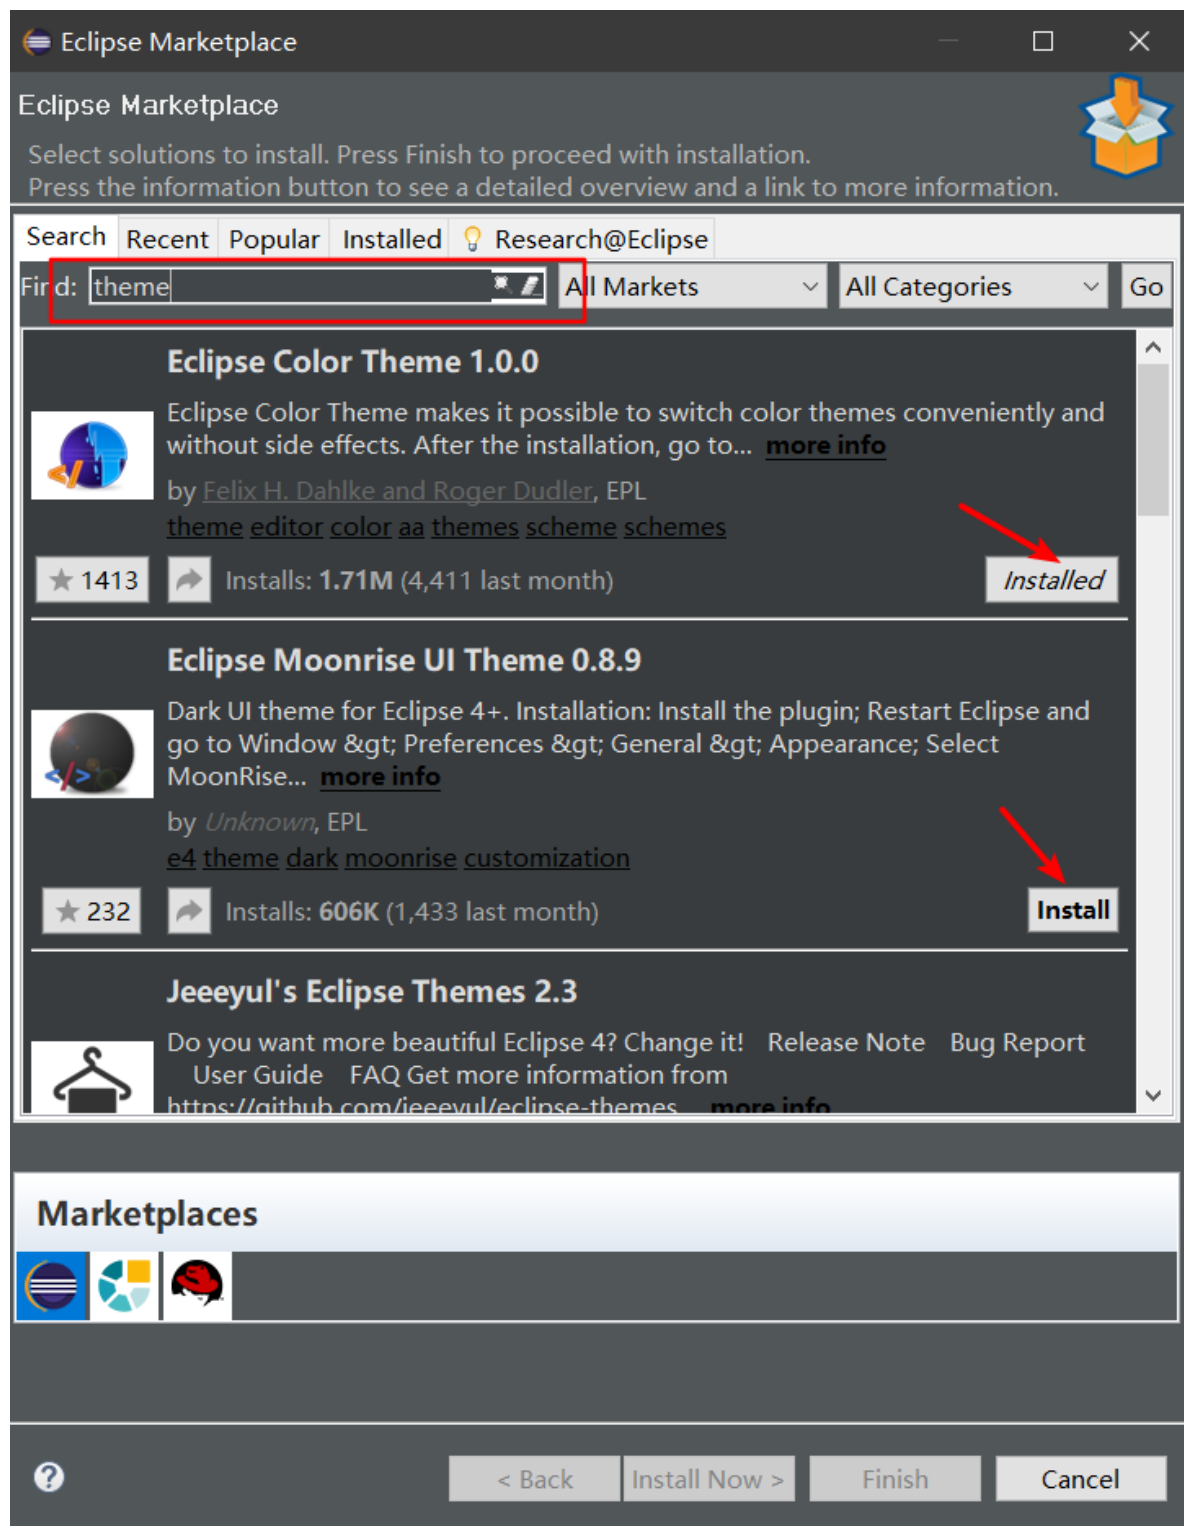 Eclipse Marketplace
Eclipse Marketplace
Select solutions to install. Press Finish to proceed with installation.
Press the information button to see a detailed overview and a link to more information.
Search Recent Popular Installed Research@Eclipse
Find: theme All Markets All Categories Go
Eclipse Color Theme 1.0.0
Eclipse Color Theme makes it possible to switch color themes conveniently and
without side effects. After the installation, go to... more info
by Felix H. Dahlke and Roger Dudler, EPL
theme editor color aa themes scheme schemes
1413 Installs: 1.71M (4,411 last month) Installed
Eclipse Moonrise UI Theme 0.8.9
Dark UI theme for Eclipse 4+. Installation: Install the plugin; Restart Eclipse and
go to Window &gt; Preferences &gt; General &gt; Appearance; Select
MoonRise... more info
by Unknown, EPL
e4 theme dark moonrise customization
232 Installs: 606K (1,433 last month) Install
Jeeeyul's Eclipse Themes 2.3
Do you want more beautiful Eclipse 4? Change it! Release Note Bug Report
User Guide FAQ Get more information from
https://github.com/jeeeyul/eclipse-themes... more info
Marketplaces
< Back Install Now > Finish Cancel